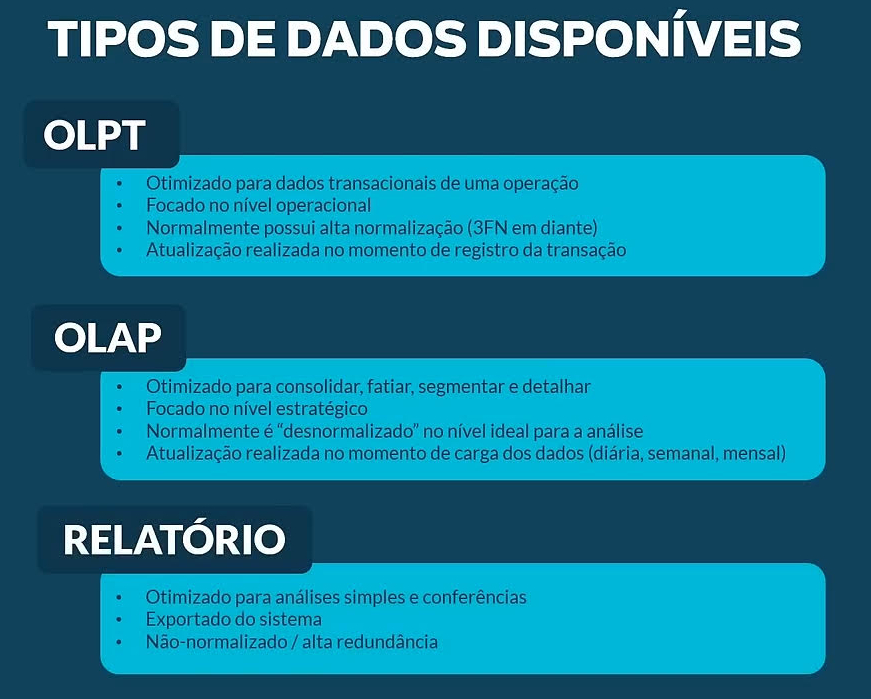 TIPOS DE DADOS DISPONÍVEIS
OLPT
• Otimizado para dados transacionais de uma operação
• Focado no nível operacional
• Normalmente possui alta normalização (3FN em diante)
• Atualização realizada no momento de registro da transação
OLAP
• Otimizado para consolidar, fatiar, segmentar e detalhar
• Focado no nível estratégico
• Normalmente é “desnormalizado” no nível ideal para a análise
• Atualização realizada no momento de carga dos dados (diária, semanal, mensal)
RELATÓRIO
• Otimizado para análises simples e conferências
• Exportado do sistema
• Não-normalizado / alta redundância